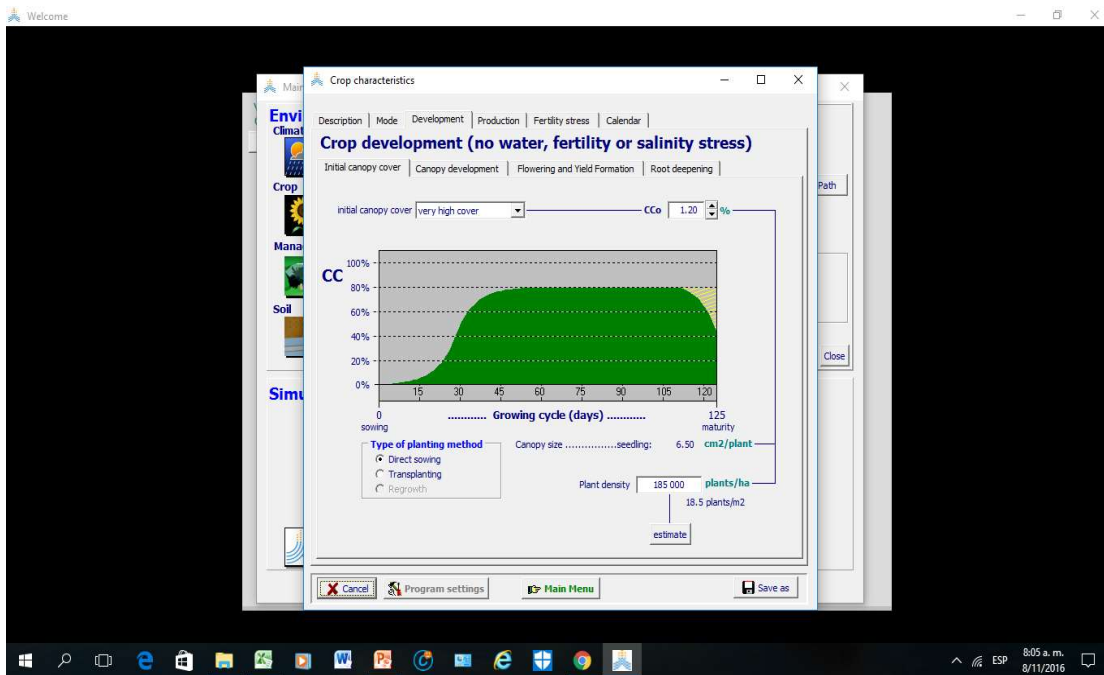 Welcome
Main
Crop characteristics
Envi
Climat
Crop
Mana
Soil
Simu
Path
Close
Description Mode Development Production Fertility stress Calendar
Crop development (no water, fertility or salinity stress)
Initial canopy cover Canopy development Flowering and Yield Formation Root deepening
initial canopy cover very high cover CCo 1.20 %
CC
100%
80%
60%
40%
20%
0%
15 30 45 60 75 90 105 120
0 ............ Growing cycle (days) ........... 125
sowing maturity
Type of planting method
Direct sowing
Transplanting
Regrowth
Canopy size ................seedling: 6.50 cm2/plant
Plant density 185 000 plants/ha
18.5 plants/m2
estimate
Cancel Program settings Main Menu Save as
ESP
8:05 a. m.
8/11/2016